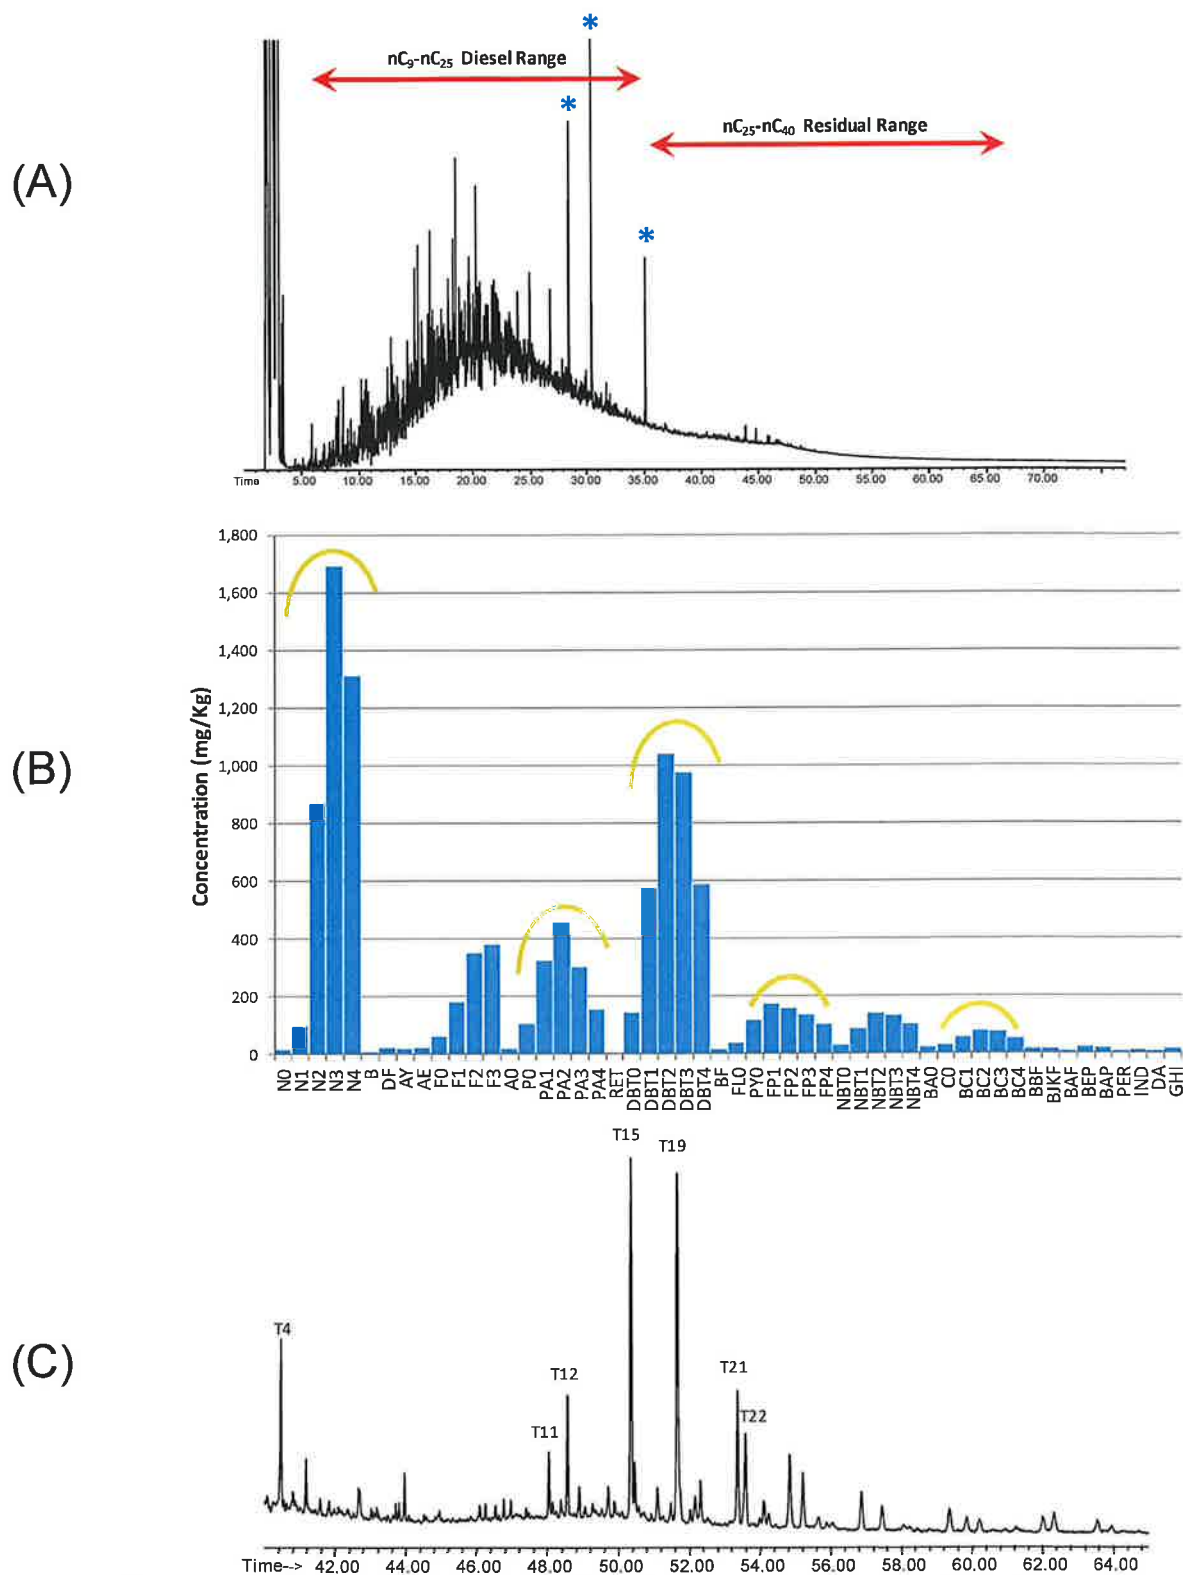 *
nC₉-nC₂₅ Diesel Range
*
nC₂₅-nC₄₀ Residual Range
(A)
*
Time 5.00 10.00 15.00 20.00 25.00 30.00 35.00 40.00 45.00 50.00 55.00 60.00 65.00 70.00
(B)
Concentration (mg/Kg)
1,800
1,600
1,400
1,200
1,000
800
600
400
200
0
N0 N1 N2 N3 N4 B DF AY AE F0 F1 F2 F3 A0 P0 PA1 PA2 PA3 PA4 RET DBT0 DBT1 DBT2 DBT3 DBT4 BF FL0 PY0 FP1 FP2 FP3 FP4 NBT0 NBT1 NBT2 NBT3 NBT4 BA0 C0 BC1 BC2 BC3 BC4 BBF BJKF BAF BEP BAP PER IND DA GHI
(C)
T15
T19
T4
T12
T21
T11
T22
Time--> 42.00 44.00 46.00 48.00 50.00 52.00 54.00 56.00 58.00 60.00 62.00 64.00